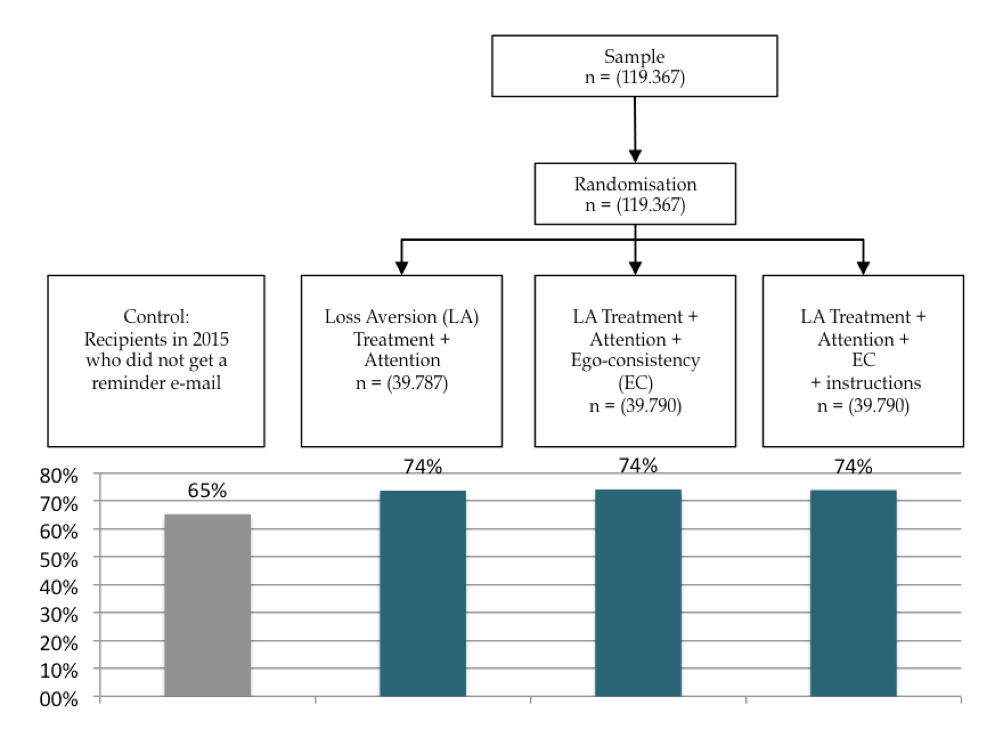 Sample
n = (119.367)
Randomisation
n = (119.367)
Control:
Recipients in 2015
who did not get a
reminder e-mail
Loss Aversion (LA)
Treatment +
Attention
n = (39.787)
LA Treatment +
Attention +
Ego-consistency
(EC)
n = (39.790)
LA Treatment +
Attention +
EC
+ instructions
n = (39.790)
80%
70%
60%
50%
40%
30%
20%
10%
00%
65%
74%
74%
74%